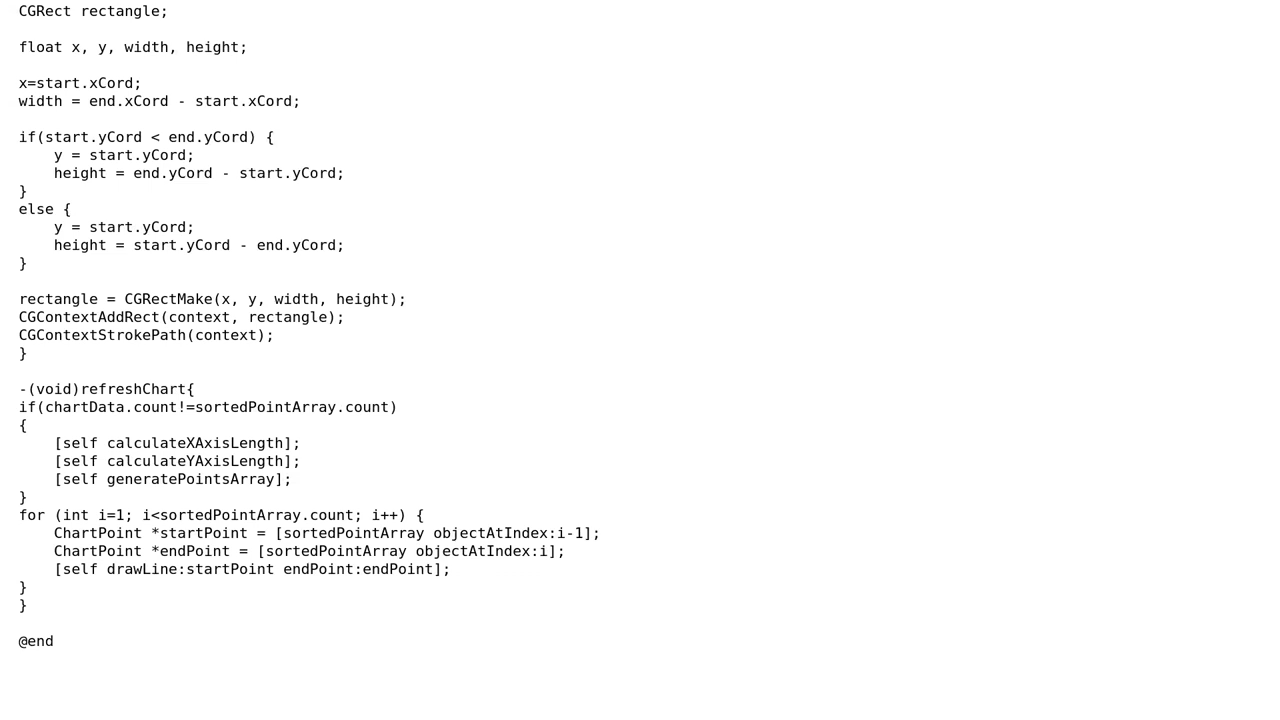 CGRect rectangle;

float x, y, width, height;

x=start.xCord;
width = end.xCord - start.xCord;

if(start.yCord < end.yCord) {
    y = start.yCord;
    height = end.yCord - start.yCord;
}
else {
    y = start.yCord;
    height = start.yCord - end.yCord;
}

rectangle = CGRectMake(x, y, width, height);
CGContextAddRect(context, rectangle);
CGContextStrokePath(context);
}

-(void)refreshChart{
if(chartData.count!=sortedPointArray.count)
{
    [self calculateXAxisLength];
    [self calculateYAxisLength];
    [self generatePointsArray];
}
for (int i=1; i<sortedPointArray.count; i++) {
    ChartPoint *startPoint = [sortedPointArray objectAtIndex:i-1];
    ChartPoint *endPoint = [sortedPointArray objectAtIndex:i];
    [self drawLine:startPoint endPoint:endPoint];
}
}

@end